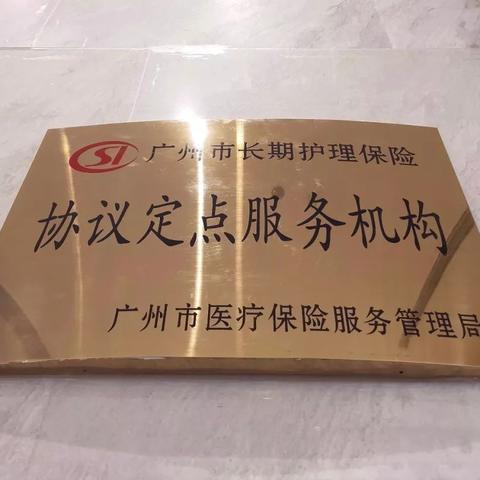 SI 广州市长期护理保险
协议定点服务机构
广州市医疗保险服务管理局